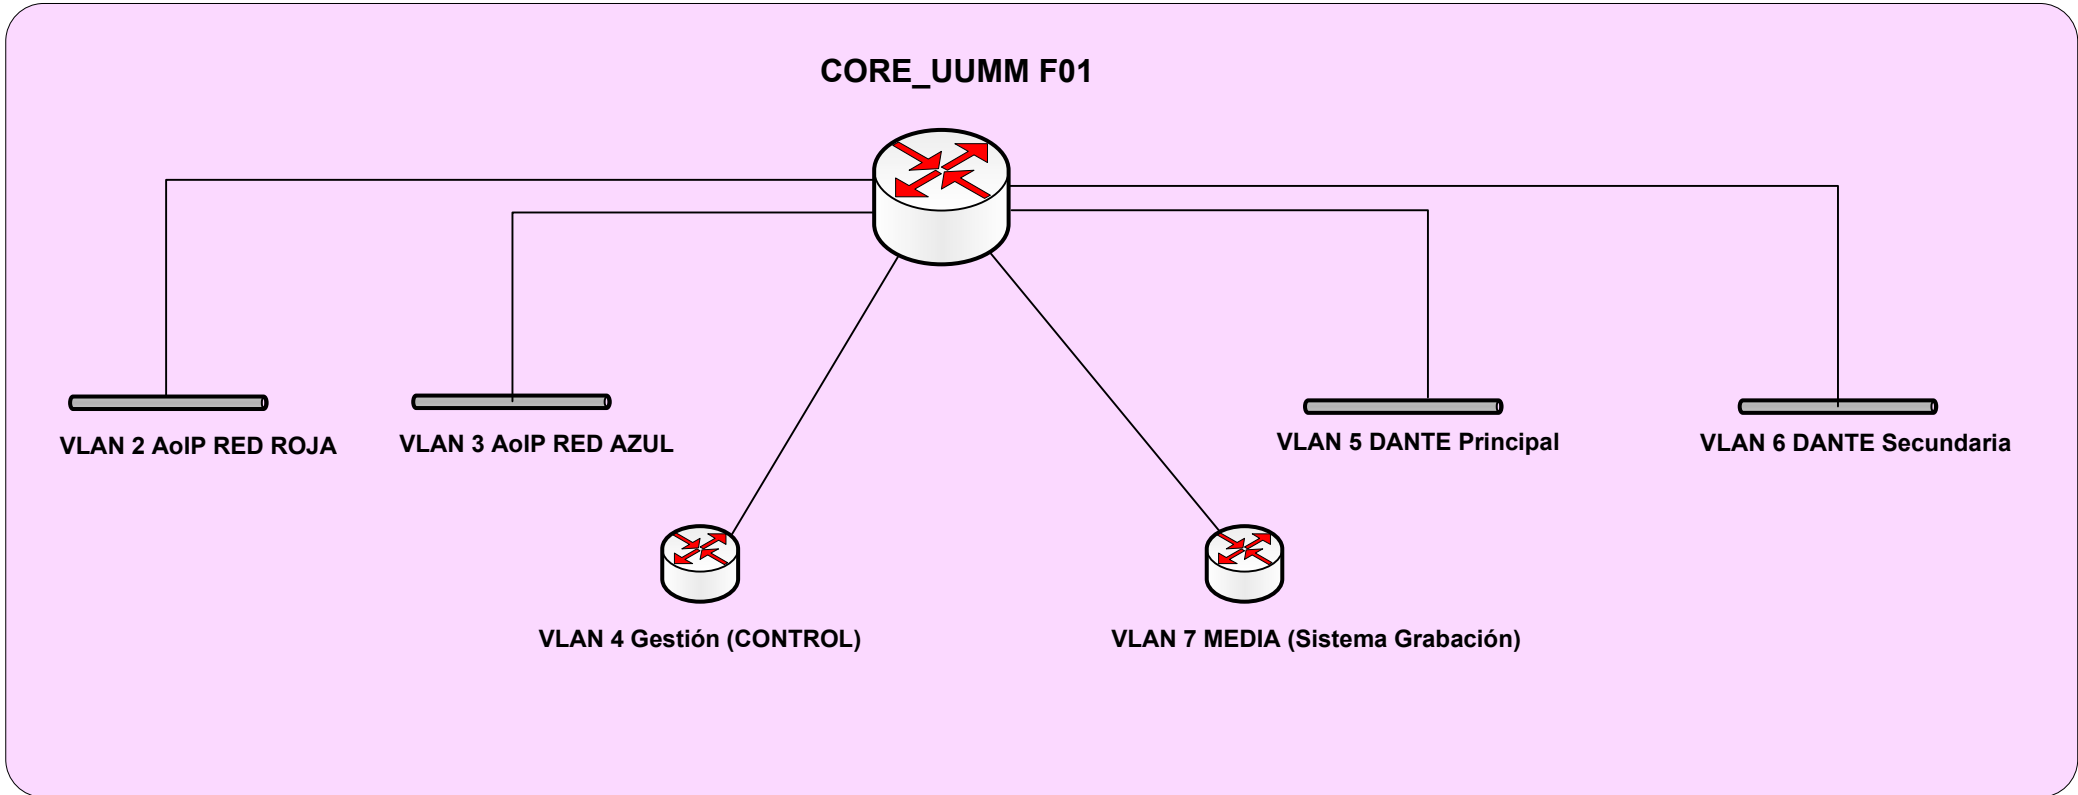 CORE_UUMM F01
VLAN 2 AoIP RED ROJA
VLAN 3 AoIP RED AZUL
VLAN 5 DANTE Principal
VLAN 6 DANTE Secundaria
VLAN 4 Gestión (CONTROL)
VLAN 7 MEDIA (Sistema Grabación)